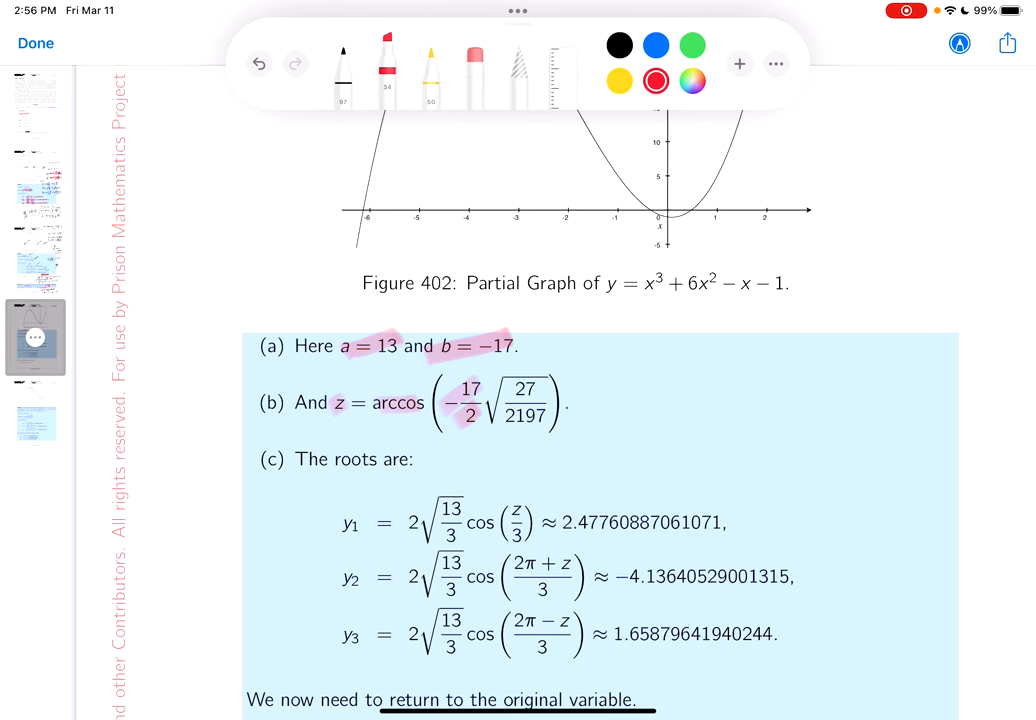 2:56 PM Fri Mar 11
99%
Done
97
34
50
nd other Contributors. All rights reserved. For use by Prison Mathematics Project
10
5
-6 -5 -4 -3 -2 -1 0 1 2
x
-5
Figure 402: Partial Graph of y = x³ + 6x² − x − 1.
(a) Here a = 13 and b = −17.
(b) And z = arccos(−17/2 √(27/2197)).
(c) The roots are:
y₁ = 2√(13/3) cos(z/3) ≈ 2.47760887061071,
y₂ = 2√(13/3) cos((2π + z)/3) ≈ −4.13640529001315,
y₃ = 2√(13/3) cos((2π − z)/3) ≈ 1.65879641940244.
We now need to return to the original variable.